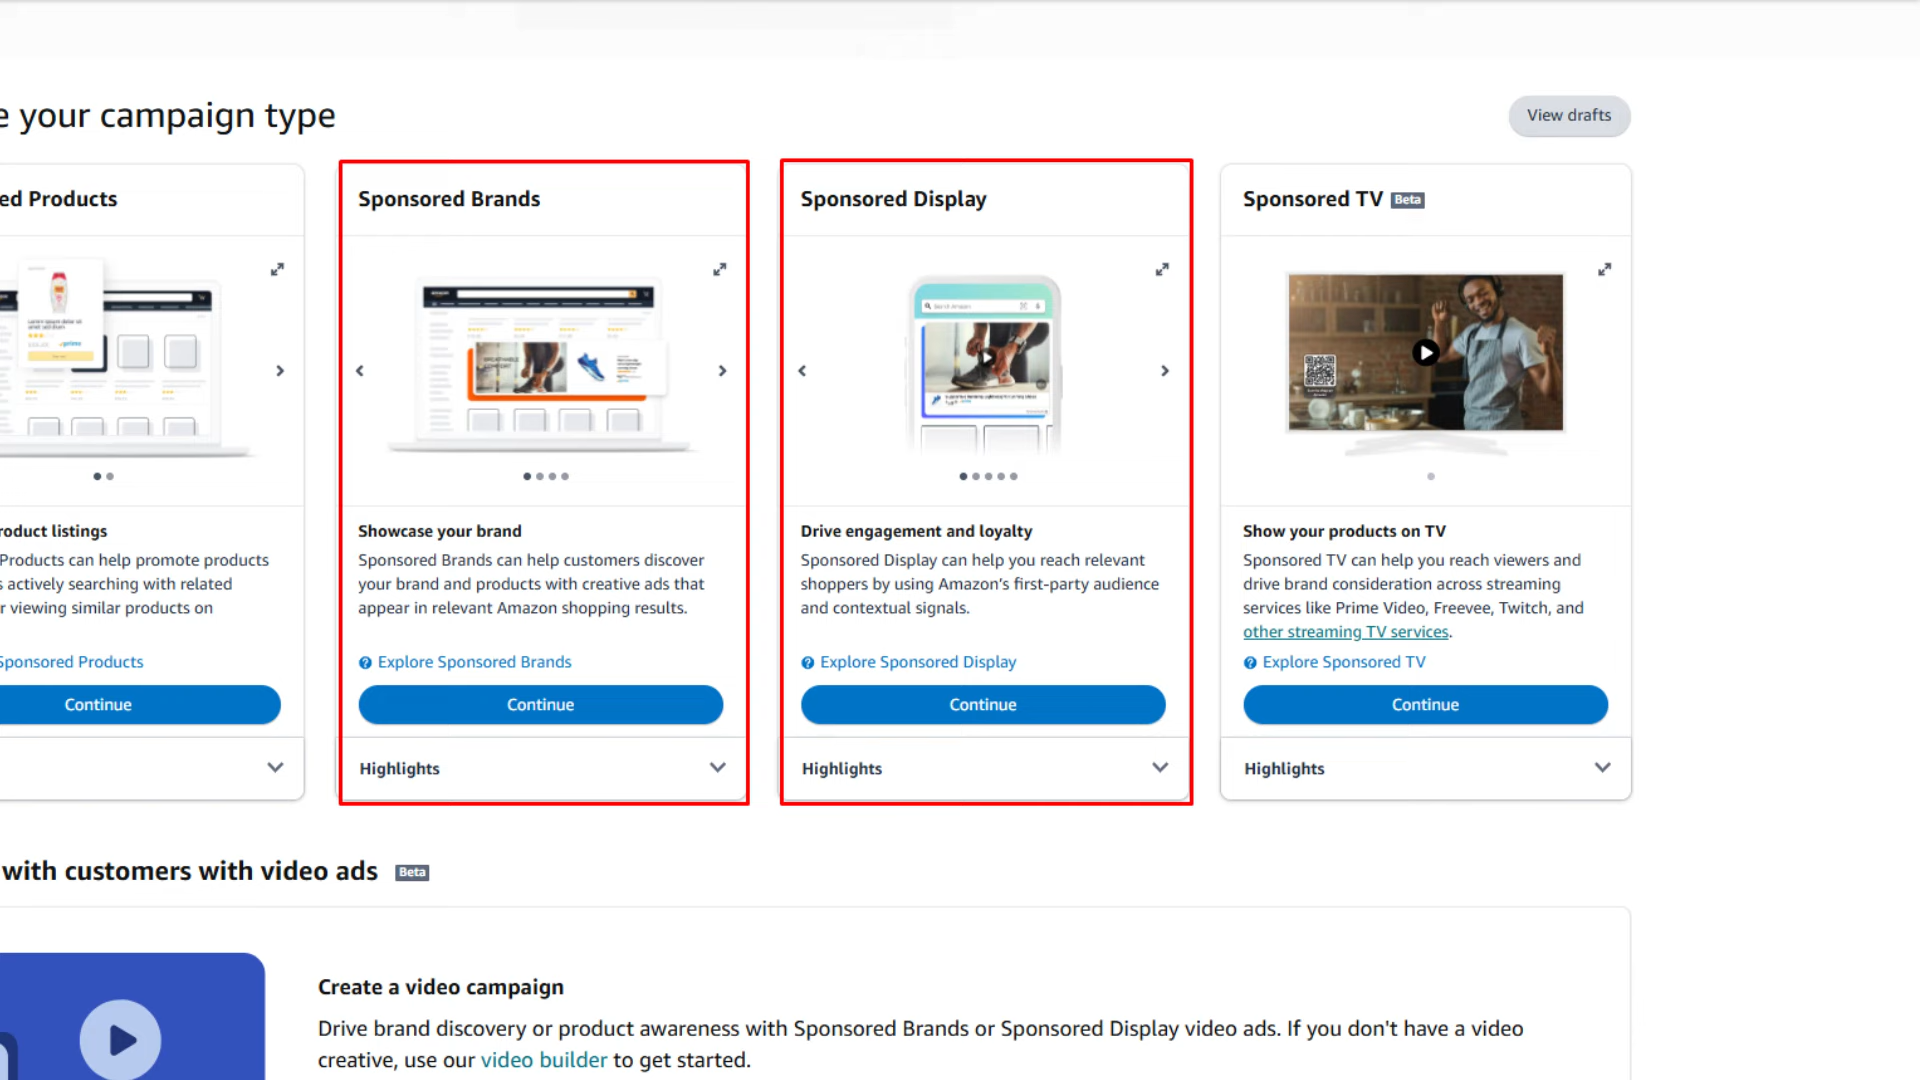 e your campaign type
View drafts
ed Products
roduct listings
Products can help promote products
s actively searching with related
r viewing similar products on
Sponsored Products
Continue
Sponsored Brands
Showcase your brand
Sponsored Brands can help customers discover
your brand and products with creative ads that
appear in relevant Amazon shopping results.
Explore Sponsored Brands
Continue
Highlights
Sponsored Display
Search Amazon
Drive engagement and loyalty
Sponsored Display can help you reach relevant
shoppers by using Amazon's first-party audience
and contextual signals.
Explore Sponsored Display
Continue
Highlights
Sponsored TV Beta
Show your products on TV
Sponsored TV can help you reach viewers and
drive brand consideration across streaming
services like Prime Video, Freevee, Twitch, and
other streaming TV services.
Explore Sponsored TV
Continue
Highlights
with customers with video ads Beta
Create a video campaign
Drive brand discovery or product awareness with Sponsored Brands or Sponsored Display video ads. If you don't have a video
creative, use our video builder to get started.